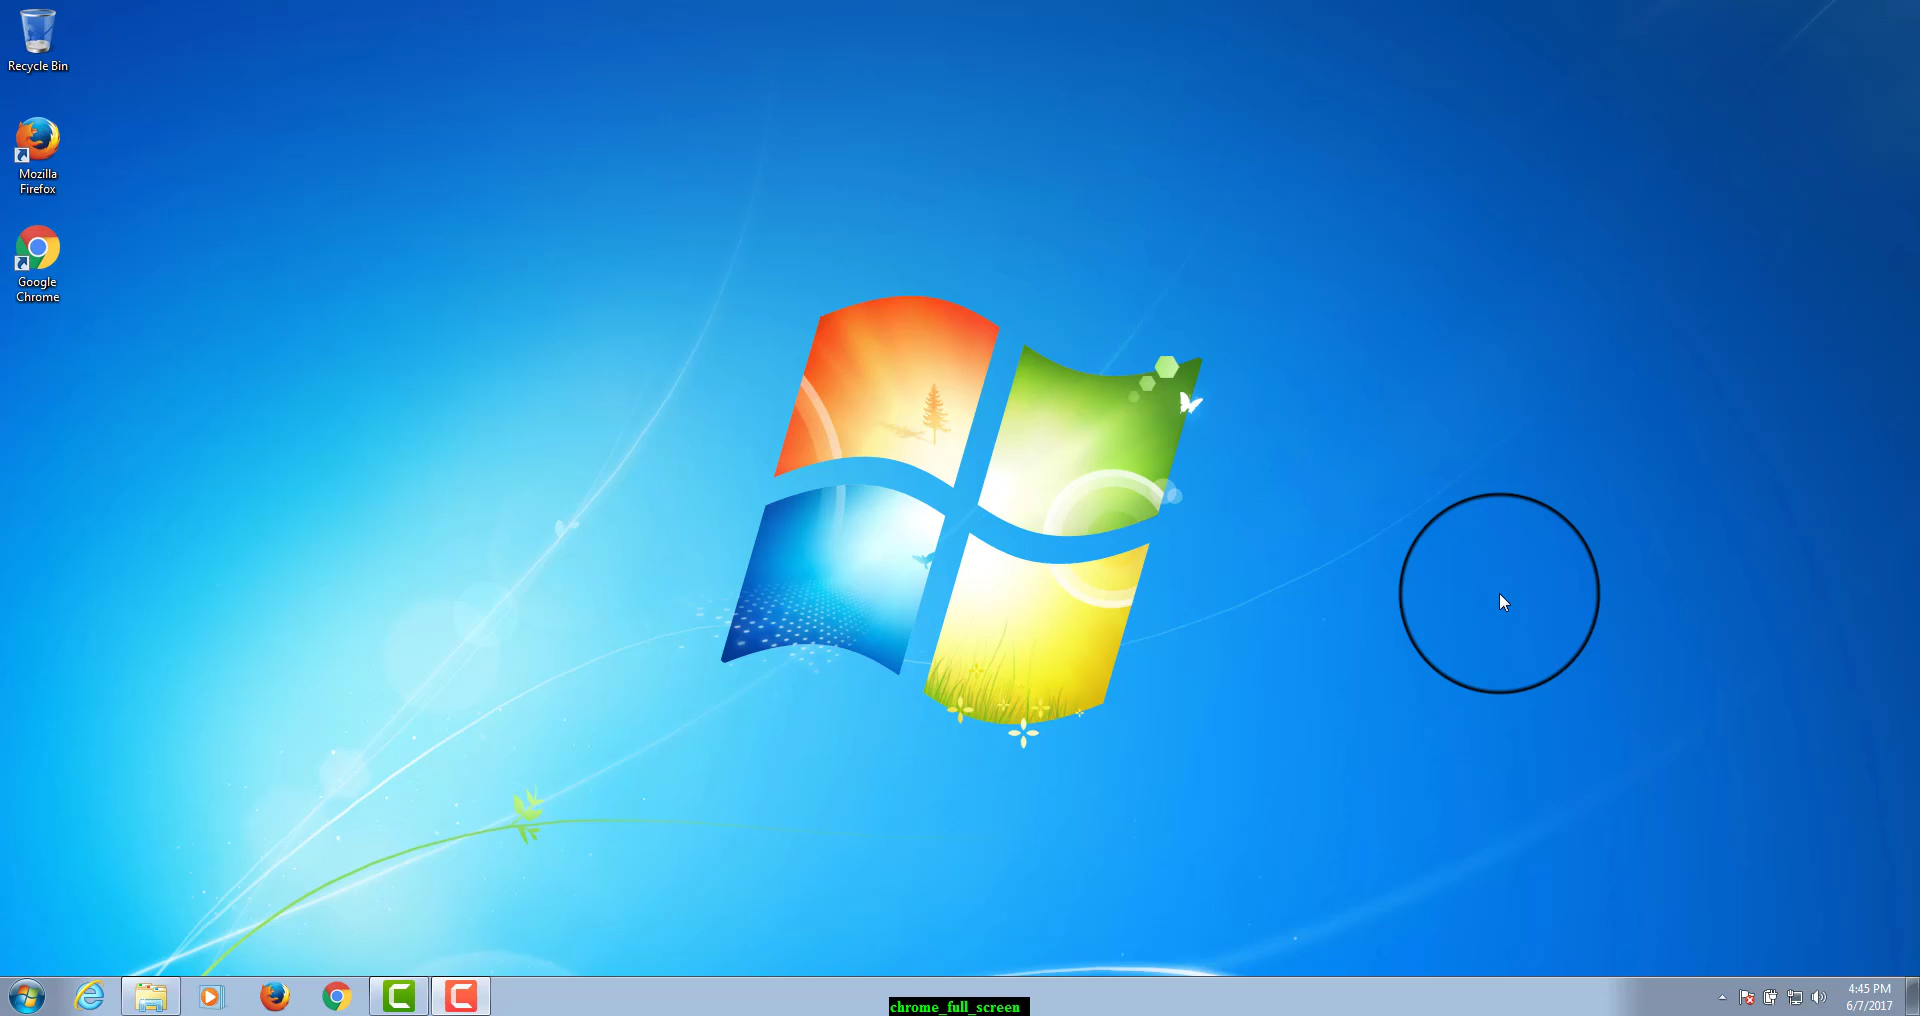 Recycle Bin
Mozilla
Firefox
Google
Chrome
chrome_full_screen
4:45 PM
6/7/2017